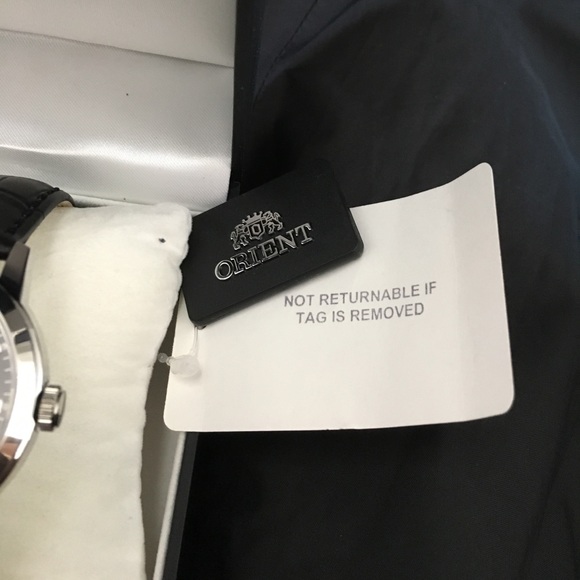 ORIENT
NOT RETURNABLE IF
TAG IS REMOVED